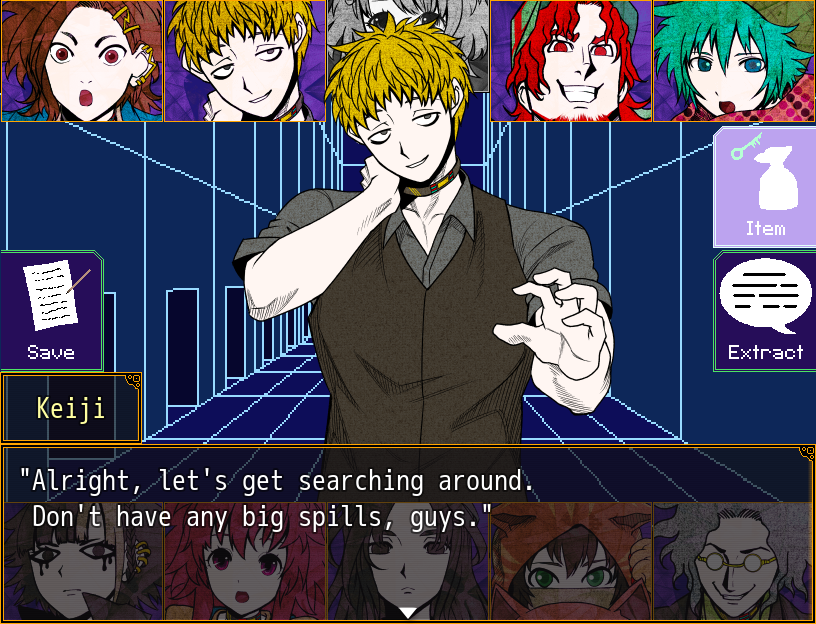 Item
Save
Extract
Keiji
"Alright, let's get searching around.
Don't have any big spills, guys."